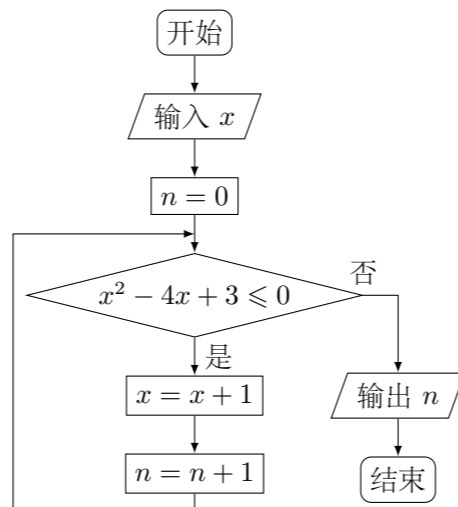 开始
输入 x
n = 0
x² − 4x + 3 ⩽ 0
否
是
x = x + 1
输出 n
n = n + 1
结束